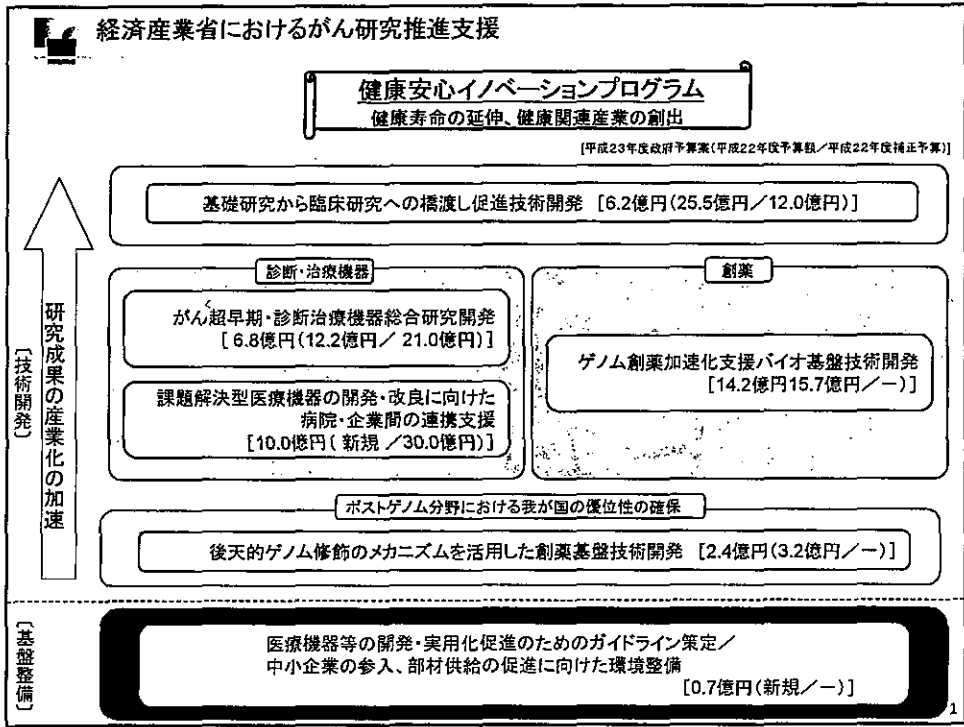 経済産業省におけるがん研究推進支援
健康安心イノベーションプログラム
健康寿命の延伸、健康関連産業の創出
[平成23年度政府予算案(平成22年度予算額/平成22年度補正予算)]
基礎研究から臨床研究への橋渡し促進技術開発 [6.2億円(25.5億円/12.0億円)]
診断・治療機器
がん超早期・診断治療機器総合研究開発
[6.8億円(12.2億円/21.0億円)]
課題解決型医療機器の開発・改良に向けた
病院・企業間の連携支援
[10.0億円(新規/30.0億円)]
創薬
ゲノム創薬加速化支援バイオ基盤技術開発
[14.2億円15.7億円/-)]
ポストゲノム分野における我が国の優位性の確保
後天的ゲノム修飾のメカニズムを活用した創薬基盤技術開発 [2.4億円(3.2億円/-)]
研究成果の産業化の加速
〔技術開発〕
〔基盤整備〕
医療機器等の開発・実用化促進のためのガイドライン策定/
中小企業の参入、部材供給の促進に向けた環境整備
[0.7億円(新規/-)]
1